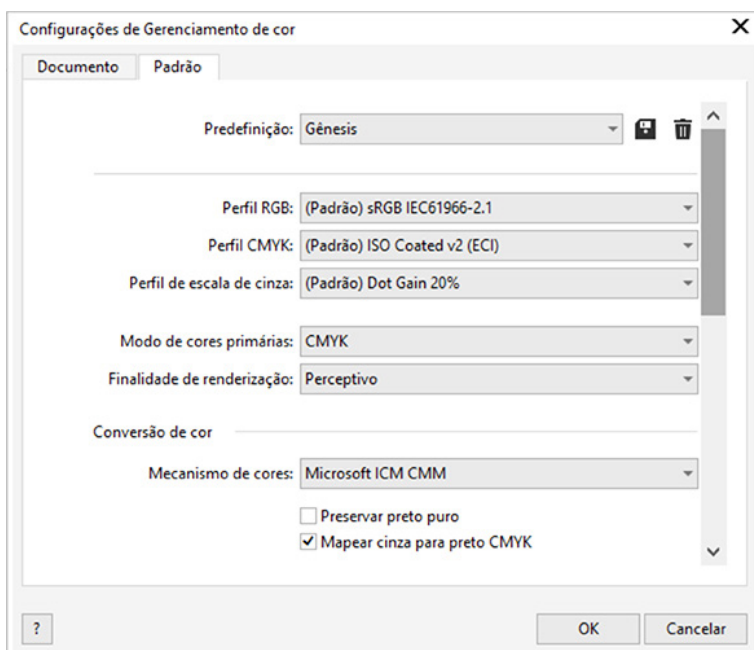 Configurações de Gerenciamento de cor
Documento Padrão
Predefinição: Gênesis
Perfil RGB: (Padrão) sRGB IEC61966-2.1
Perfil CMYK: (Padrão) ISO Coated v2 (ECI)
Perfil de escala de cinza: (Padrão) Dot Gain 20%
Modo de cores primárias: CMYK
Finalidade de renderização: Perceptivo
Conversão de cor
Mecanismo de cores: Microsoft ICM CMM
Preservar preto puro
Mapear cinza para preto CMYK
? OK Cancelar